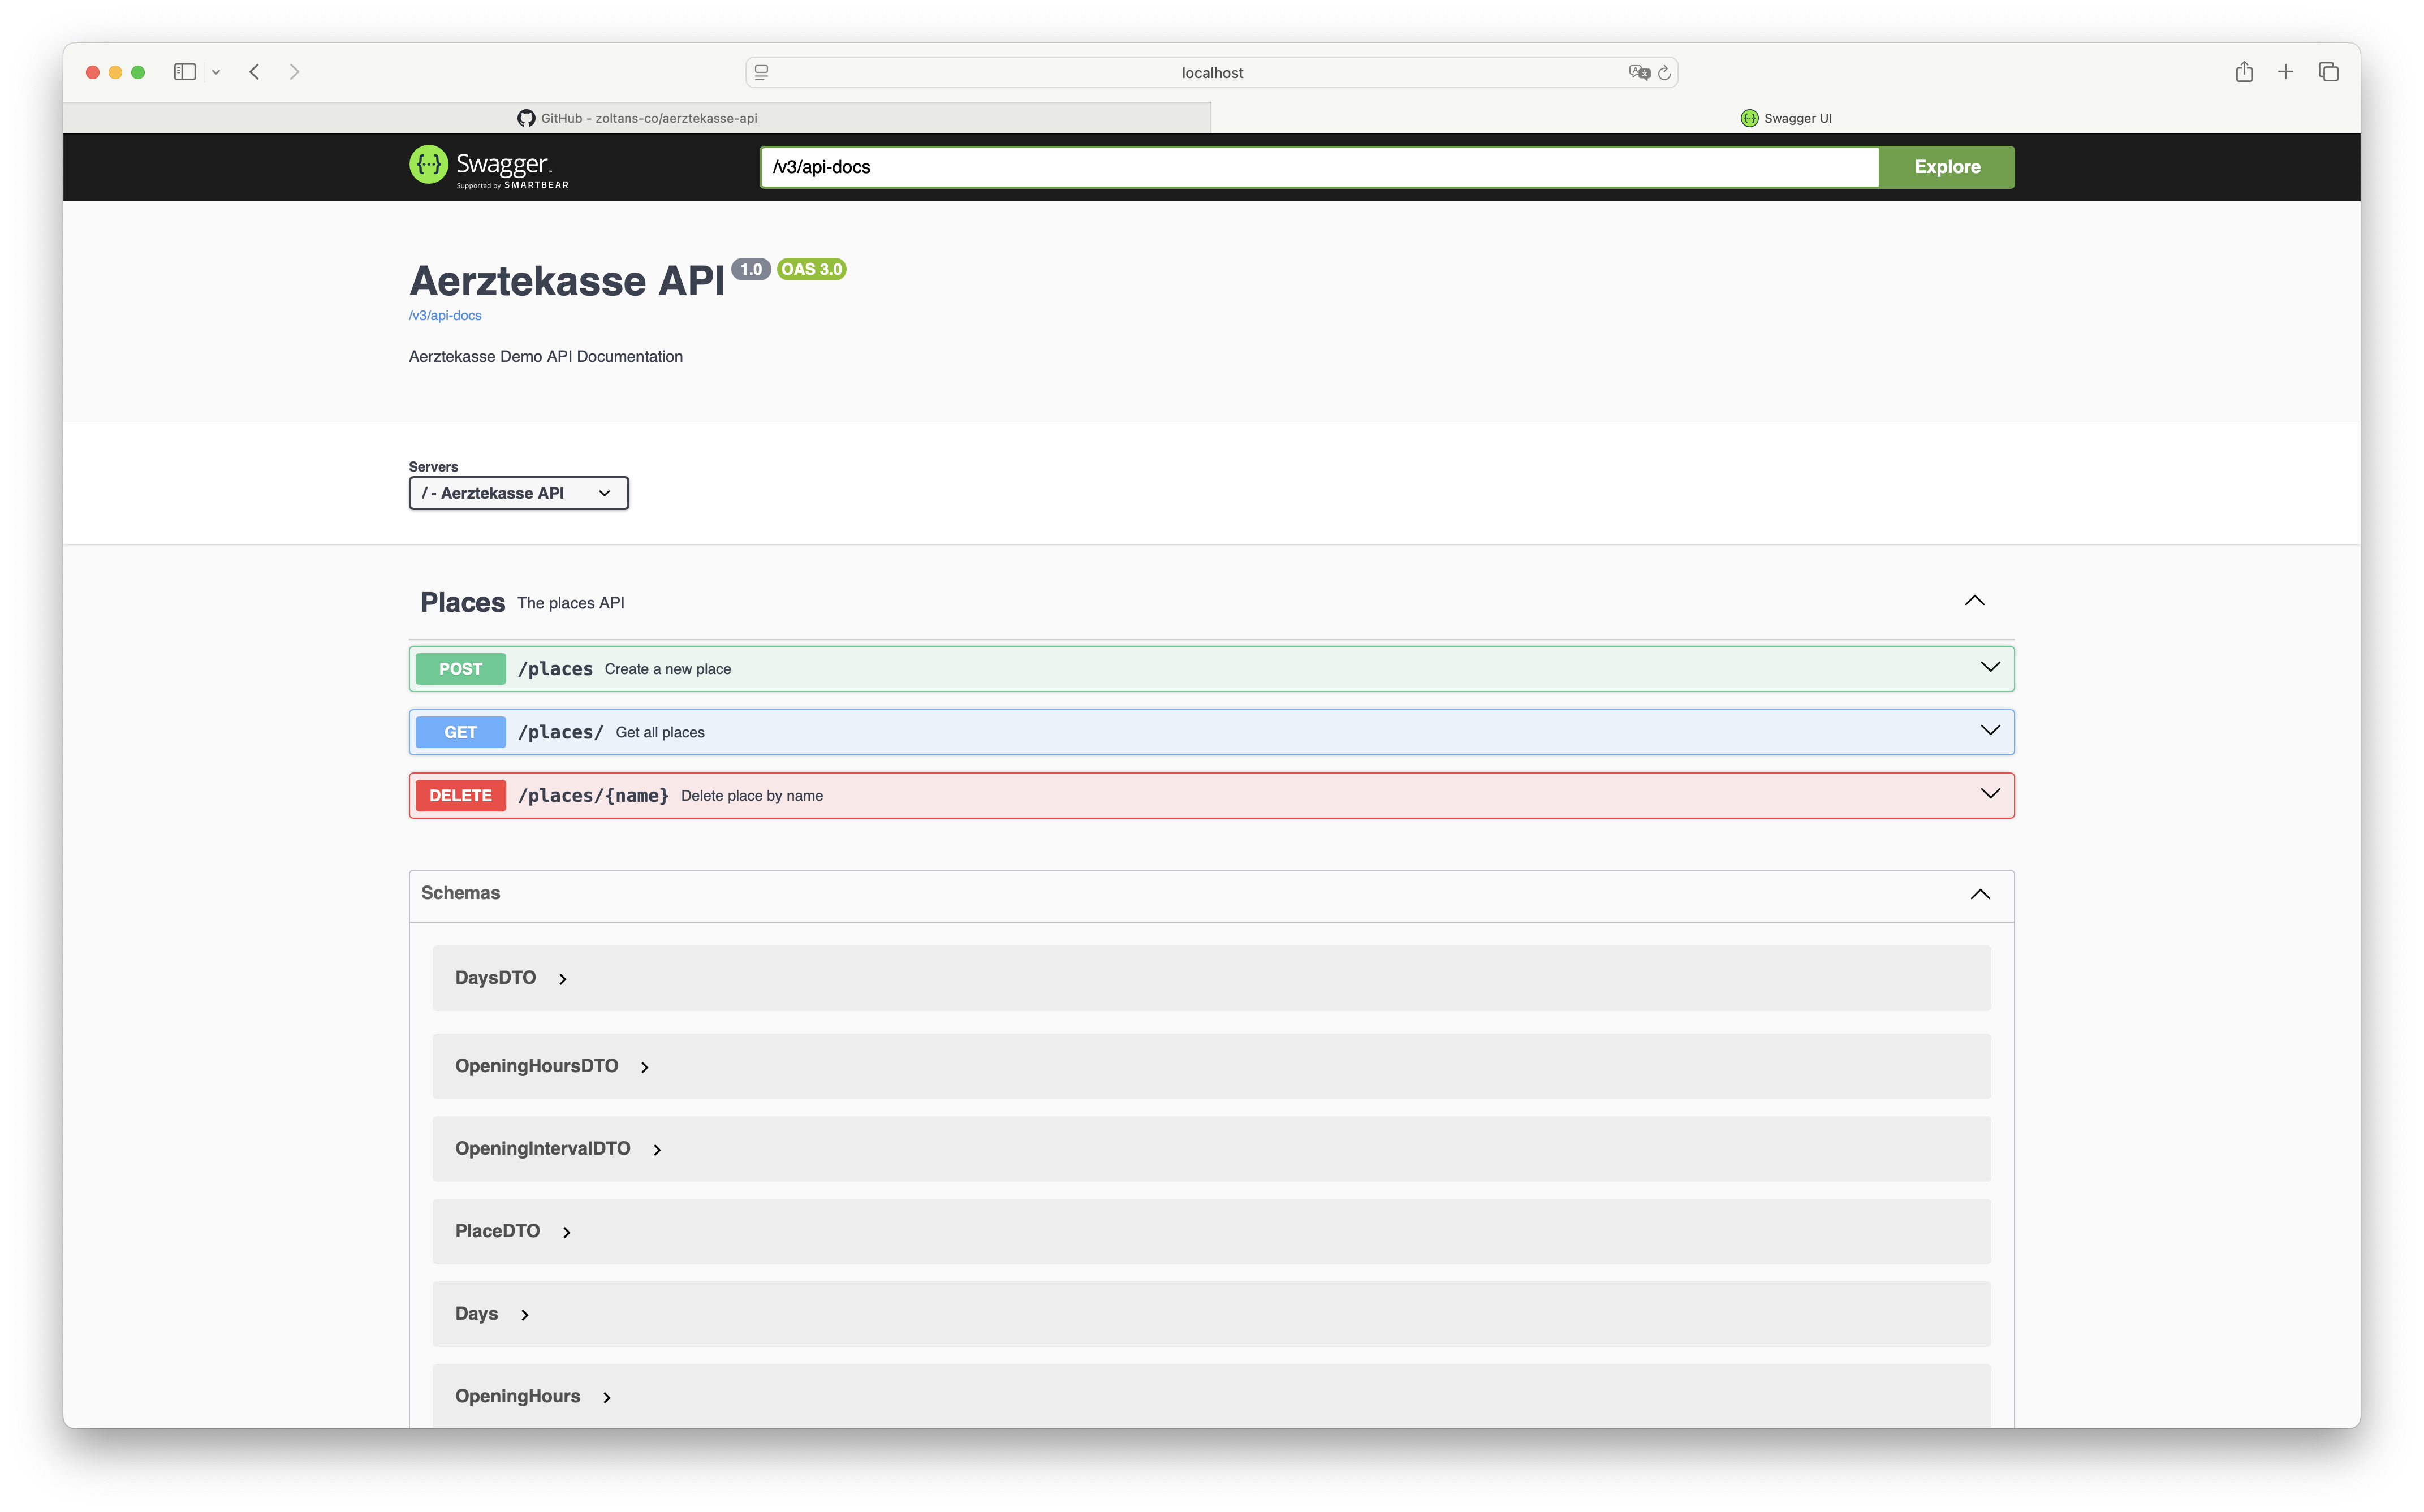 localhost
GitHub – zoltans-co/aerztekasse-api
Swagger UI
Swagger
Supported by SMARTBEAR
/v3/api-docs
Explore
Aerztekasse API 1.0 OAS 3.0
/v3/api-docs
Aerztekasse Demo API Documentation
Servers
/ - Aerztekasse API
Places The places API
POST /places Create a new place
GET /places/ Get all places
DELETE /places/{name} Delete place by name
Schemas
DaysDTO
OpeningHoursDTO
OpeningIntervalDTO
PlaceDTO
Days
OpeningHours